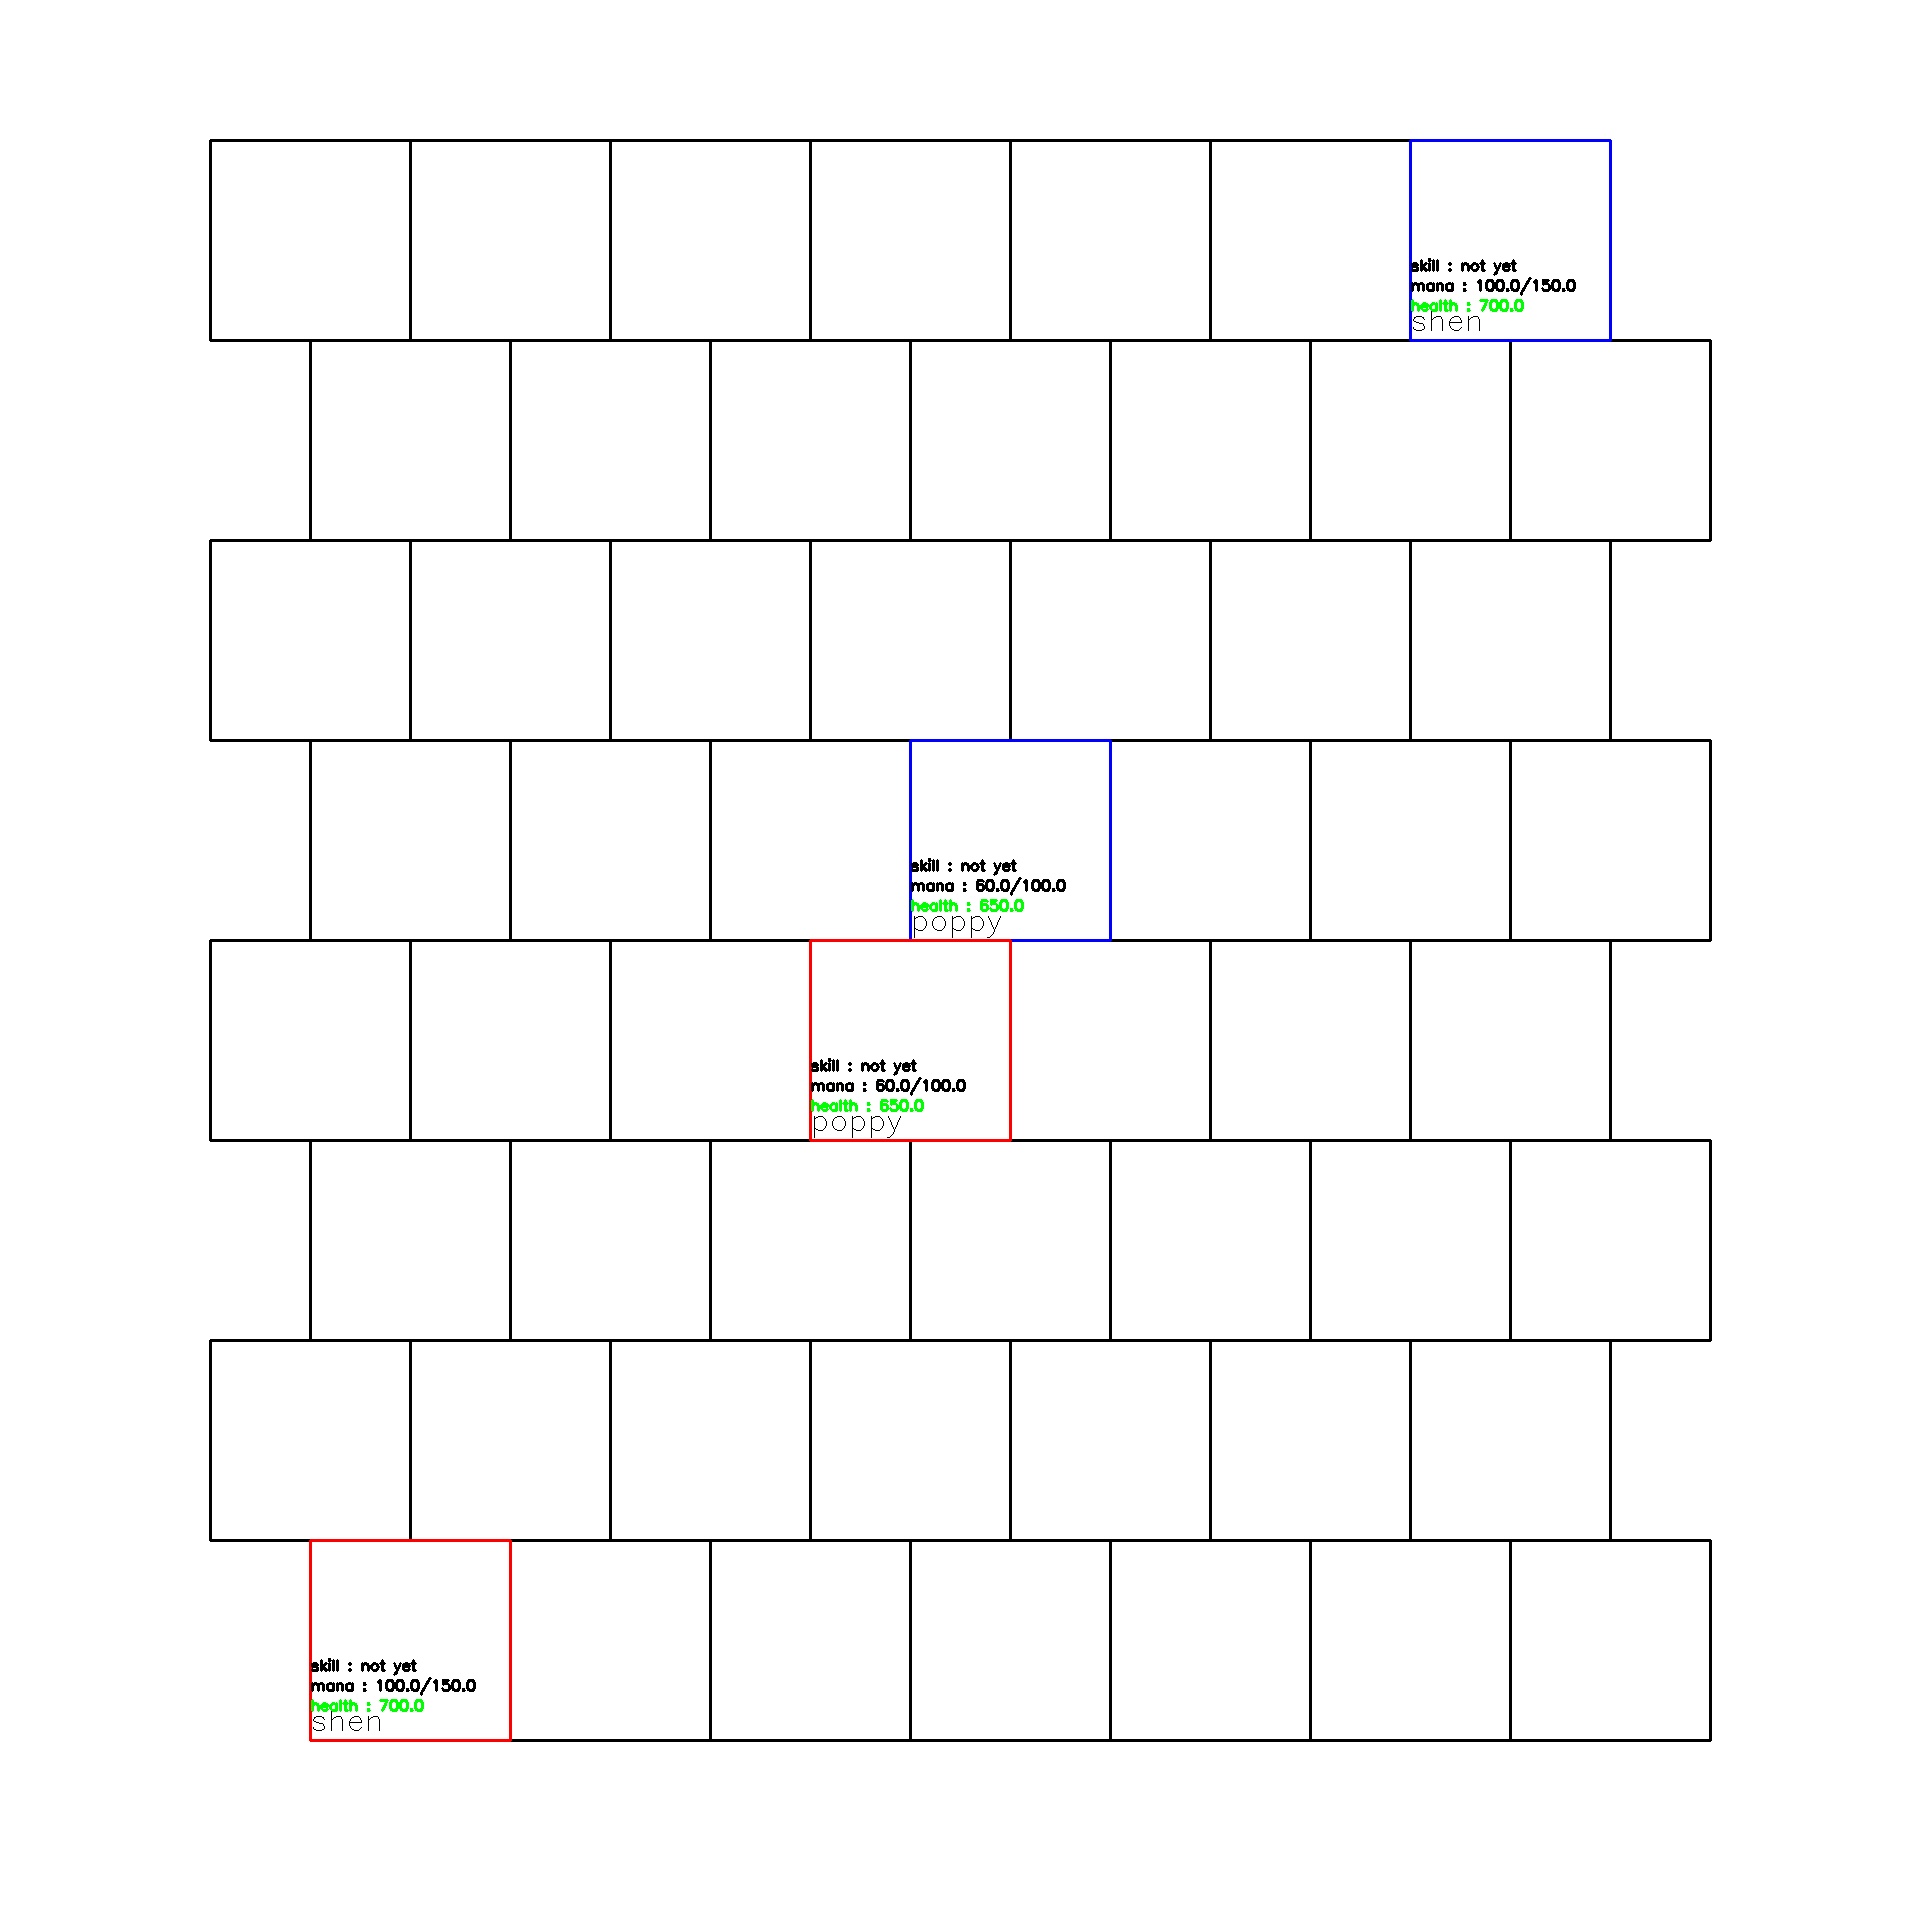 skill : not yet
mana : 100.0/150.0
health : 700.0
shen
skill : not yet
mana : 60.0/100.0
health : 650.0
poppy
skill : not yet
mana : 60.0/100.0
health : 650.0
poppy
skill : not yet
mana : 100.0/150.0
health : 700.0
shen